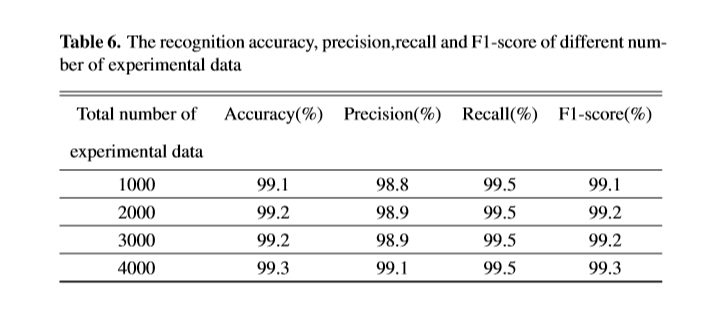 Table 6. The recognition accuracy, precision,recall and F1-score of different num-
ber of experimental data
Total number of experimental data Accuracy(%) Precision(%) Recall(%) F1-score(%)
1000 99.1 98.8 99.5 99.1
2000 99.2 98.9 99.5 99.2
3000 99.2 98.9 99.5 99.2
4000 99.3 99.1 99.5 99.3